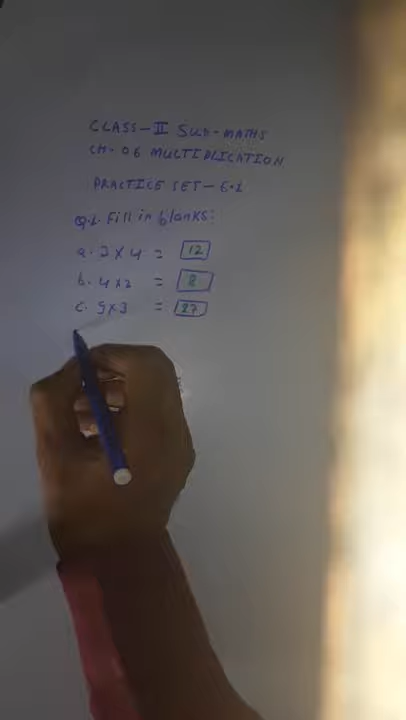 CLASS-II SUB-MATHS
CH-06 MULTIPLICATION
PRACTICE SET-6.1
Q.1. Fill in blanks:
a. 3 x 4 = 12
b. 4 x 2 = 8
c. 9 x 3 = 27